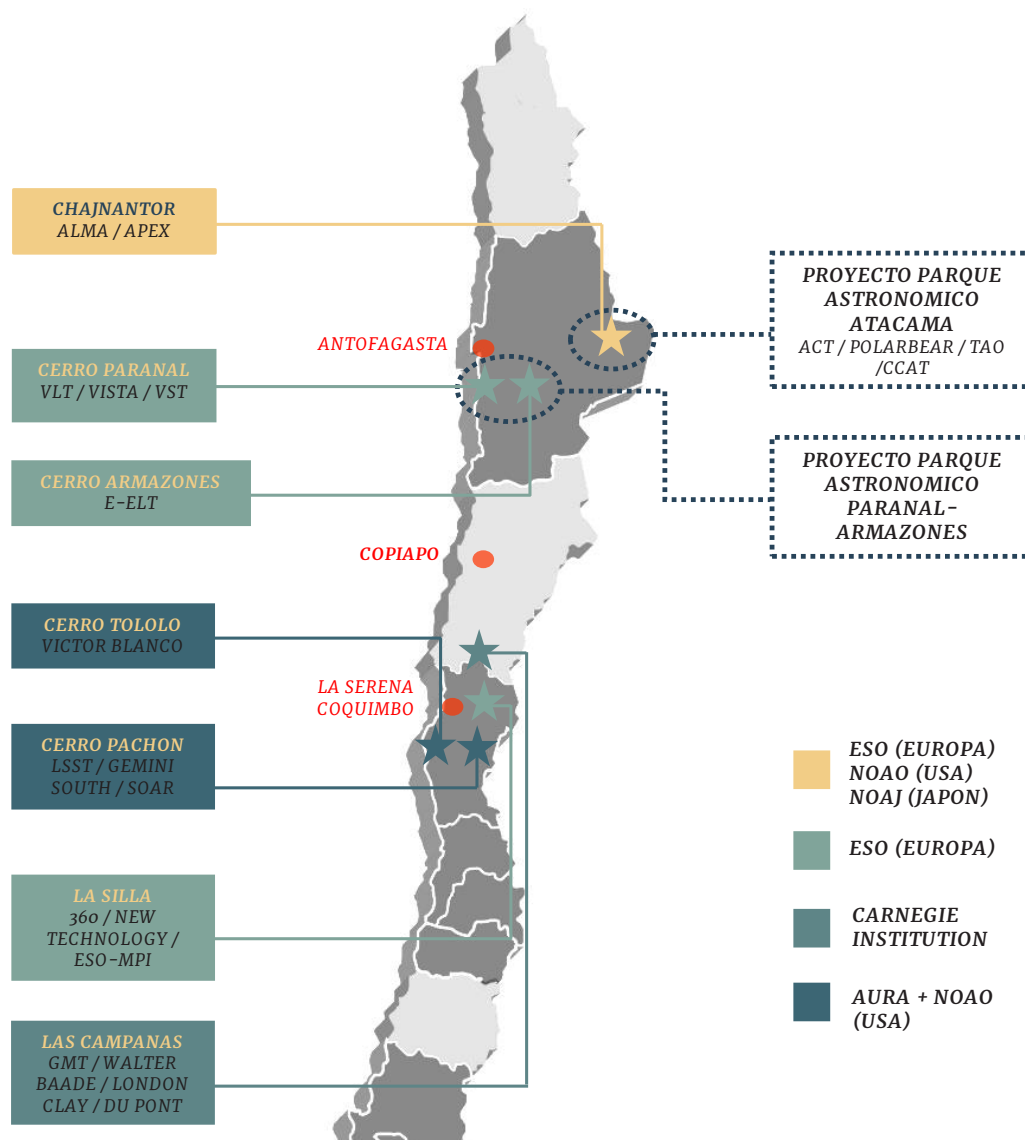 CHAJNANTOR
ALMA / APEX
CERRO PARANAL
VLT / VISTA / VST
CERRO ARMAZONES
E-ELT
CERRO TOLOLO
VICTOR BLANCO
CERRO PACHON
LSST / GEMINI
SOUTH / SOAR
LA SILLA
360 / NEW
TECHNOLOGY /
ESO-MPI
LAS CAMPANAS
GMT / WALTER
BAADE / LONDON
CLAY / DU PONT
ANTOFAGASTA
COPIAPO
LA SERENA
COQUIMBO
PROYECTO PARQUE
ASTRONOMICO
ATACAMA
ACT / POLARBEAR / TAO
/CCAT
PROYECTO PARQUE
ASTRONOMICO
PARANAL-
ARMAZONES
ESO (EUROPA)
NOAO (USA)
NOAJ (JAPON)
ESO (EUROPA)
CARNEGIE
INSTITUTION
AURA + NOAO
(USA)